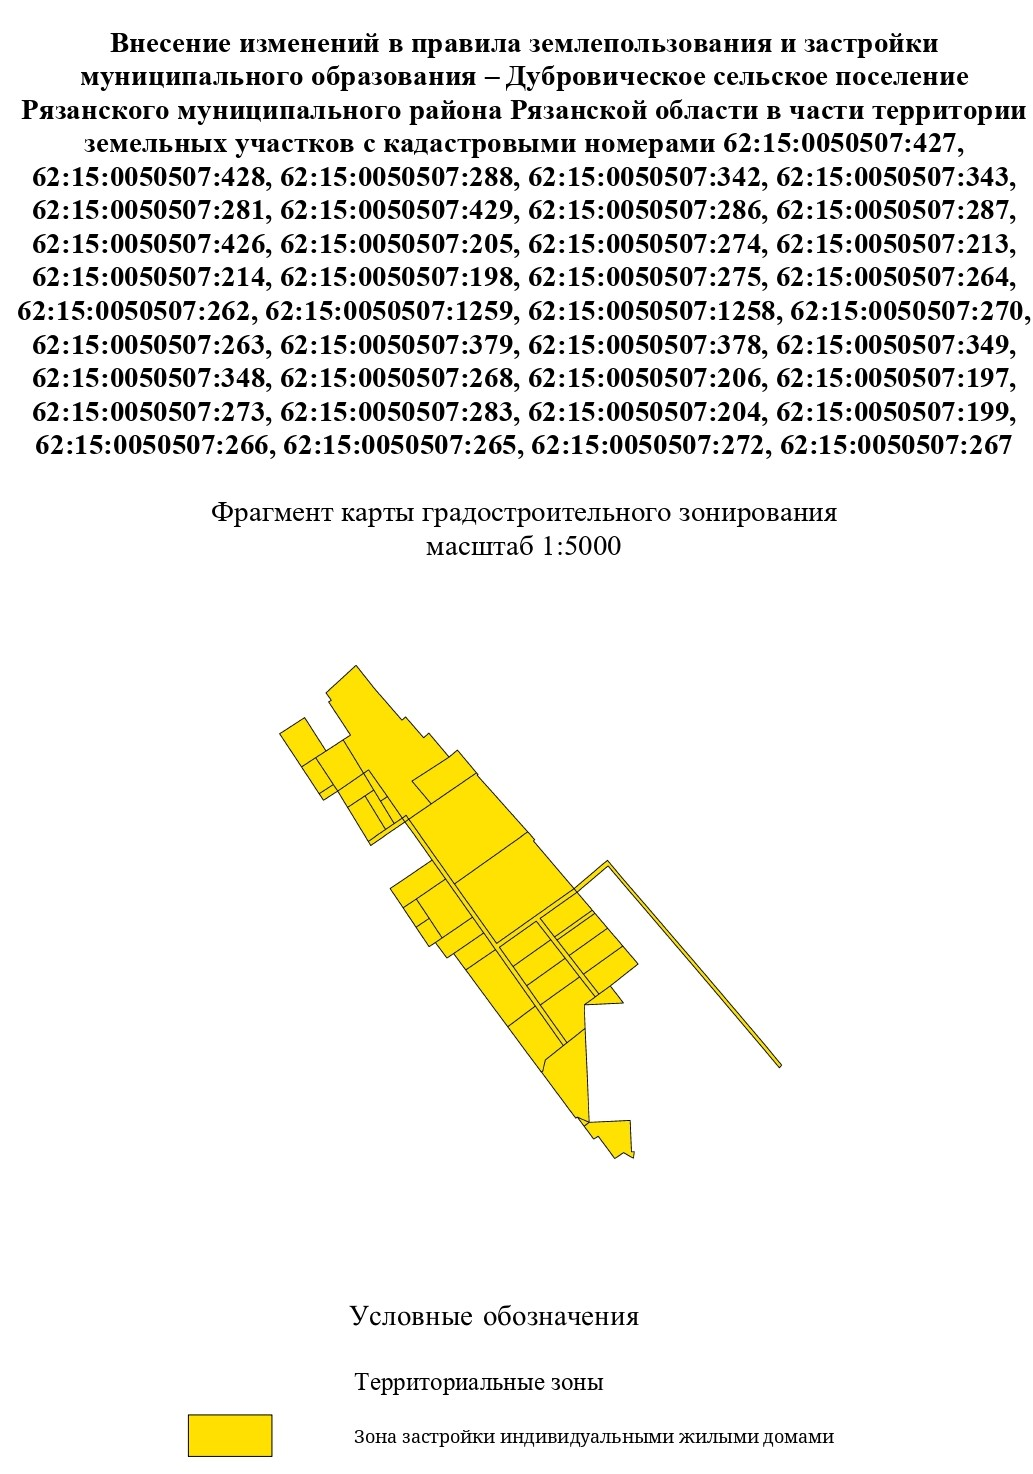 Внесение изменений в правила землепользования и застройки
муниципального образования – Дубровическое сельское поселение
Рязанского муниципального района Рязанской области в части территории
земельных участков с кадастровыми номерами 62:15:0050507:427,
62:15:0050507:428, 62:15:0050507:288, 62:15:0050507:342, 62:15:0050507:343,
62:15:0050507:281, 62:15:0050507:429, 62:15:0050507:286, 62:15:0050507:287,
62:15:0050507:426, 62:15:0050507:205, 62:15:0050507:274, 62:15:0050507:213,
62:15:0050507:214, 62:15:0050507:198, 62:15:0050507:275, 62:15:0050507:264,
62:15:0050507:262, 62:15:0050507:1259, 62:15:0050507:1258, 62:15:0050507:270,
62:15:0050507:263, 62:15:0050507:379, 62:15:0050507:378, 62:15:0050507:349,
62:15:0050507:348, 62:15:0050507:268, 62:15:0050507:206, 62:15:0050507:197,
62:15:0050507:273, 62:15:0050507:283, 62:15:0050507:204, 62:15:0050507:199,
62:15:0050507:266, 62:15:0050507:265, 62:15:0050507:272, 62:15:0050507:267
Фрагмент карты градостроительного зонирования
масштаб 1:5000
Условные обозначения
Территориальные зоны
Зона застройки индивидуальными жилыми домами